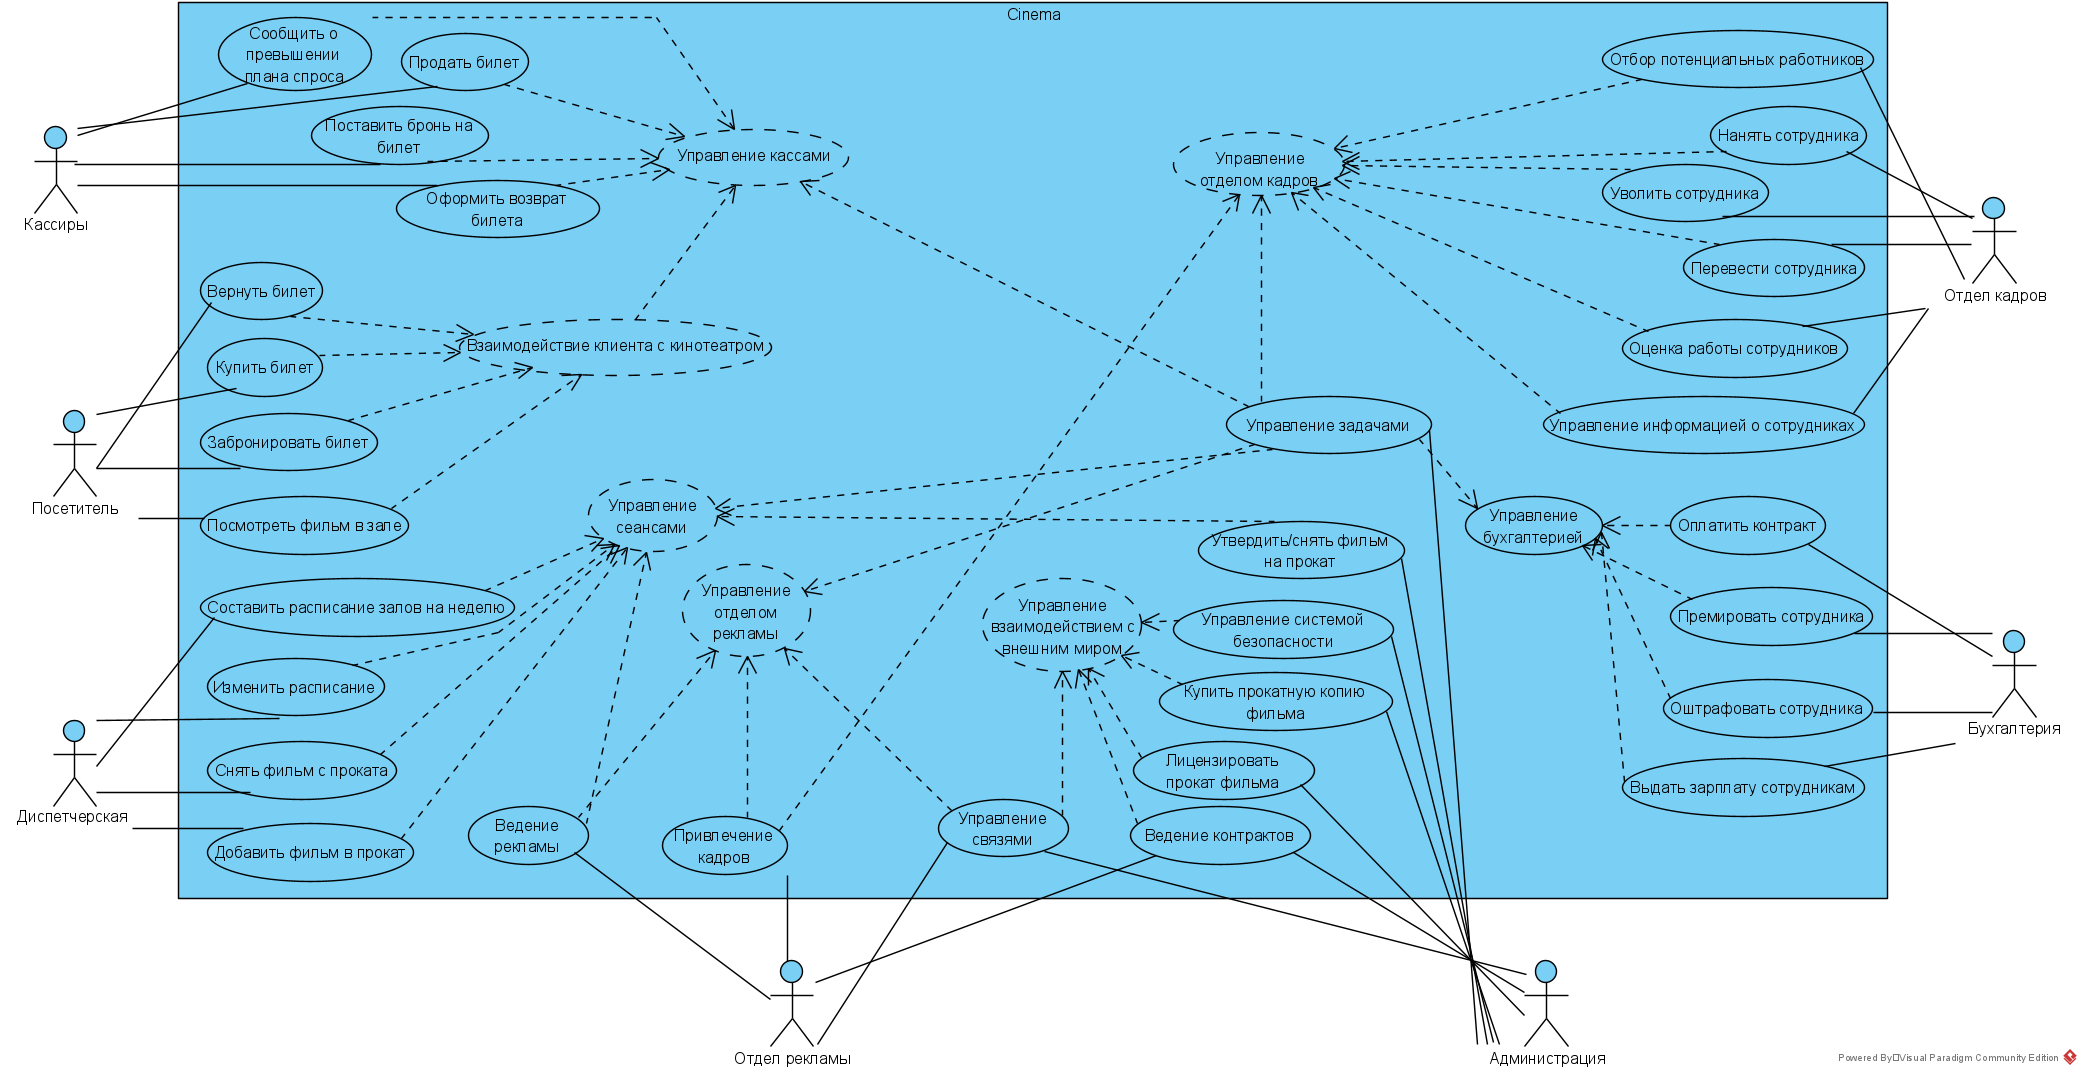 Cinema
Сообщить о
превышении
плана спроса
Продать билет
Поставить бронь на
билет
Оформить возврат
билета
Управление кассами
Кассиры
Управление
отделом кадров
Отбор потенциальных работников
Нанять сотрудника
Уволить сотрудника
Перевести сотрудника
Оценка работы сотрудников
Управление информацией о сотрудниках
Отдел кадров
Вернуть билет
Купить билет
Забронировать билет
Посмотреть фильм в зале
Взаимодействие клиента с кинотеатром
Посетитель
Управление задачами
Управление
сеансами
Утвердить/снять фильм
на прокат
Управление
бухгалтерией
Оплатить контракт
Премировать сотрудника
Оштрафовать сотрудника
Выдать зарплату сотрудникам
Бухгалтерия
Составить расписание залов на неделю
Изменить расписание
Снять фильм с проката
Добавить фильм в прокат
Диспетчерская
Управление
отделом
рекламы
Управление
взаимодействием с
внешним миром
Управление системой
безопасности
Купить прокатную копию
фильма
Лицензировать
прокат фильма
Ведение
рекламы
Привлечение
кадров
Управление
связями
Ведение контрактов
Отдел рекламы
Администрация
Powered By Visual Paradigm Community Edition